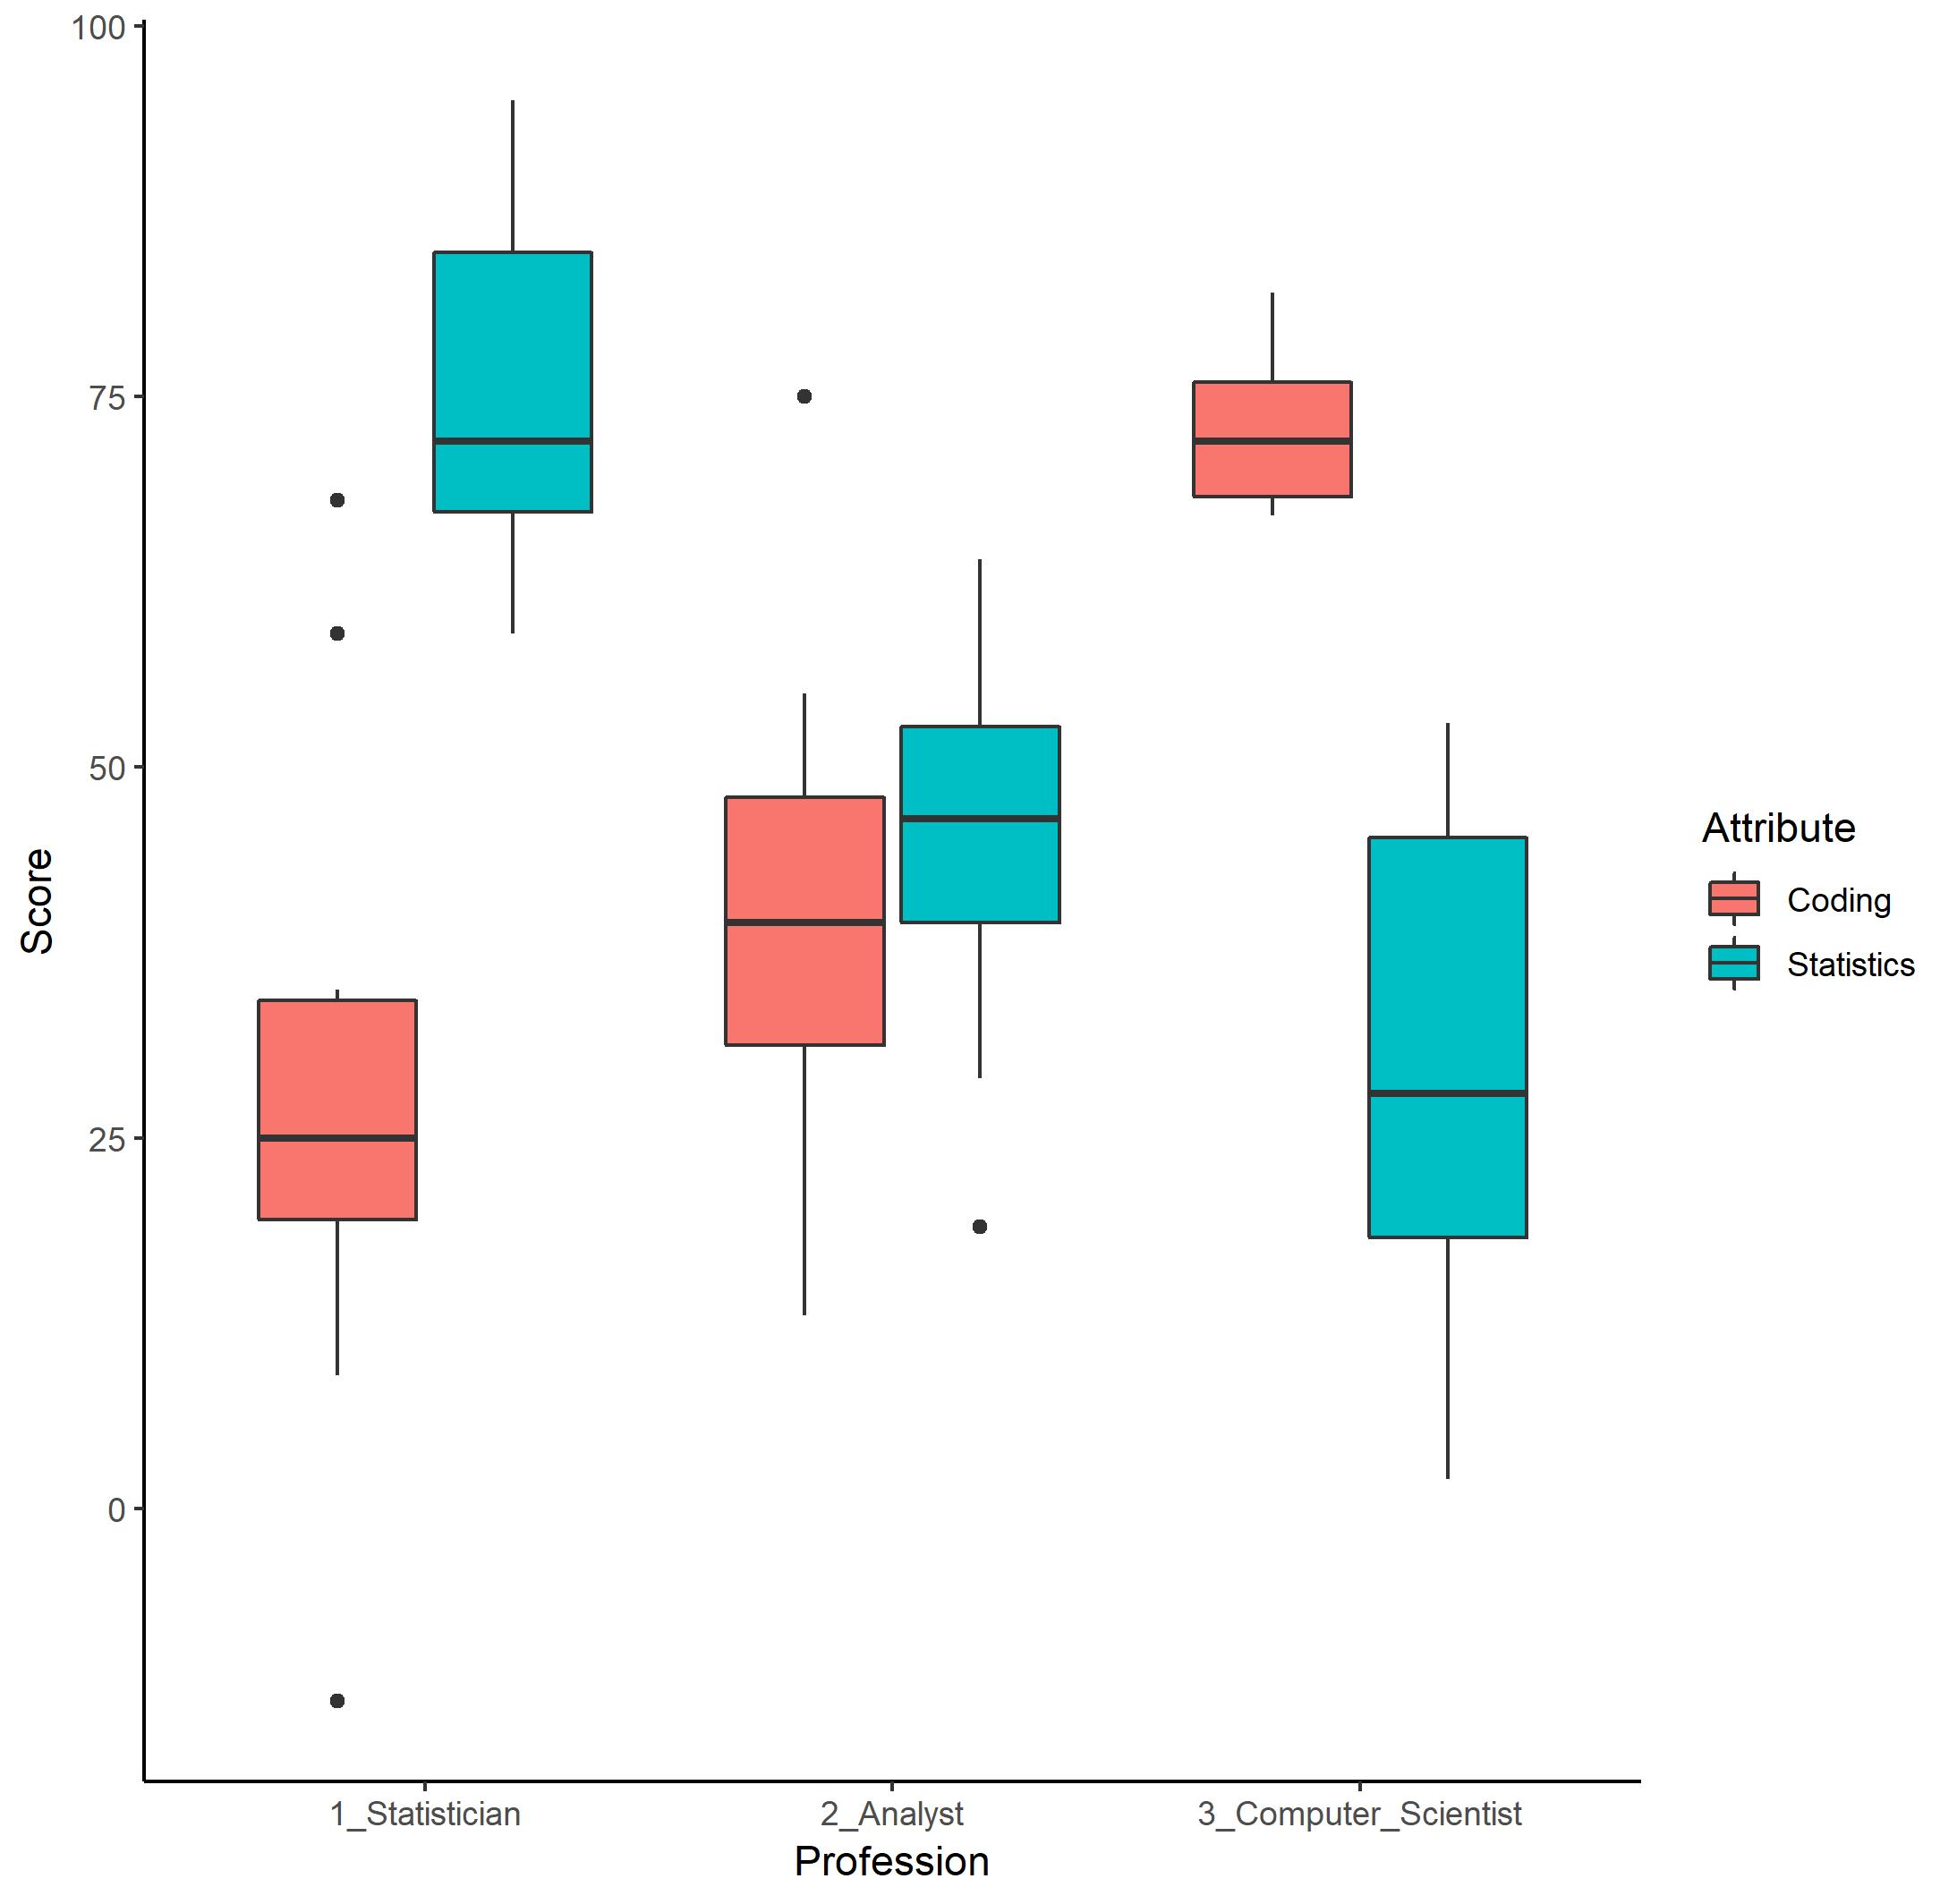 100
75
50
25
0
Score
1_Statistician
2_Analyst
3_Computer_Scientist
Profession
Attribute
Coding
Statistics